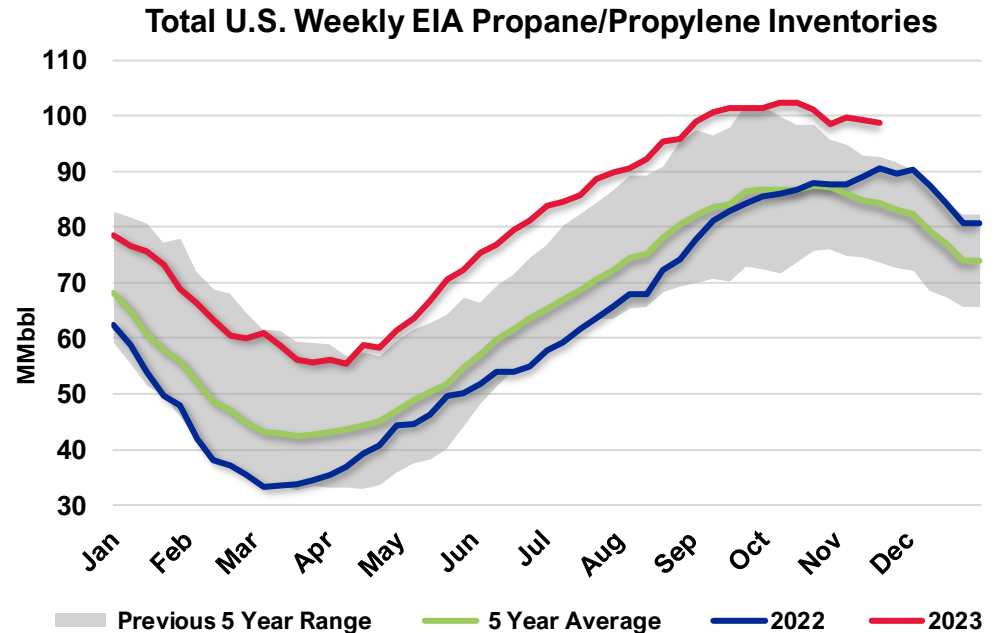 Total U.S. Weekly EIA Propane/Propylene Inventories
110
100
90
80
70
60
50
40
30
MMbbl
Jan
Feb
Mar
Apr
May
Jun
Jul
Aug
Sep
Oct
Nov
Dec
Previous 5 Year Range
5 Year Average
2022
2023